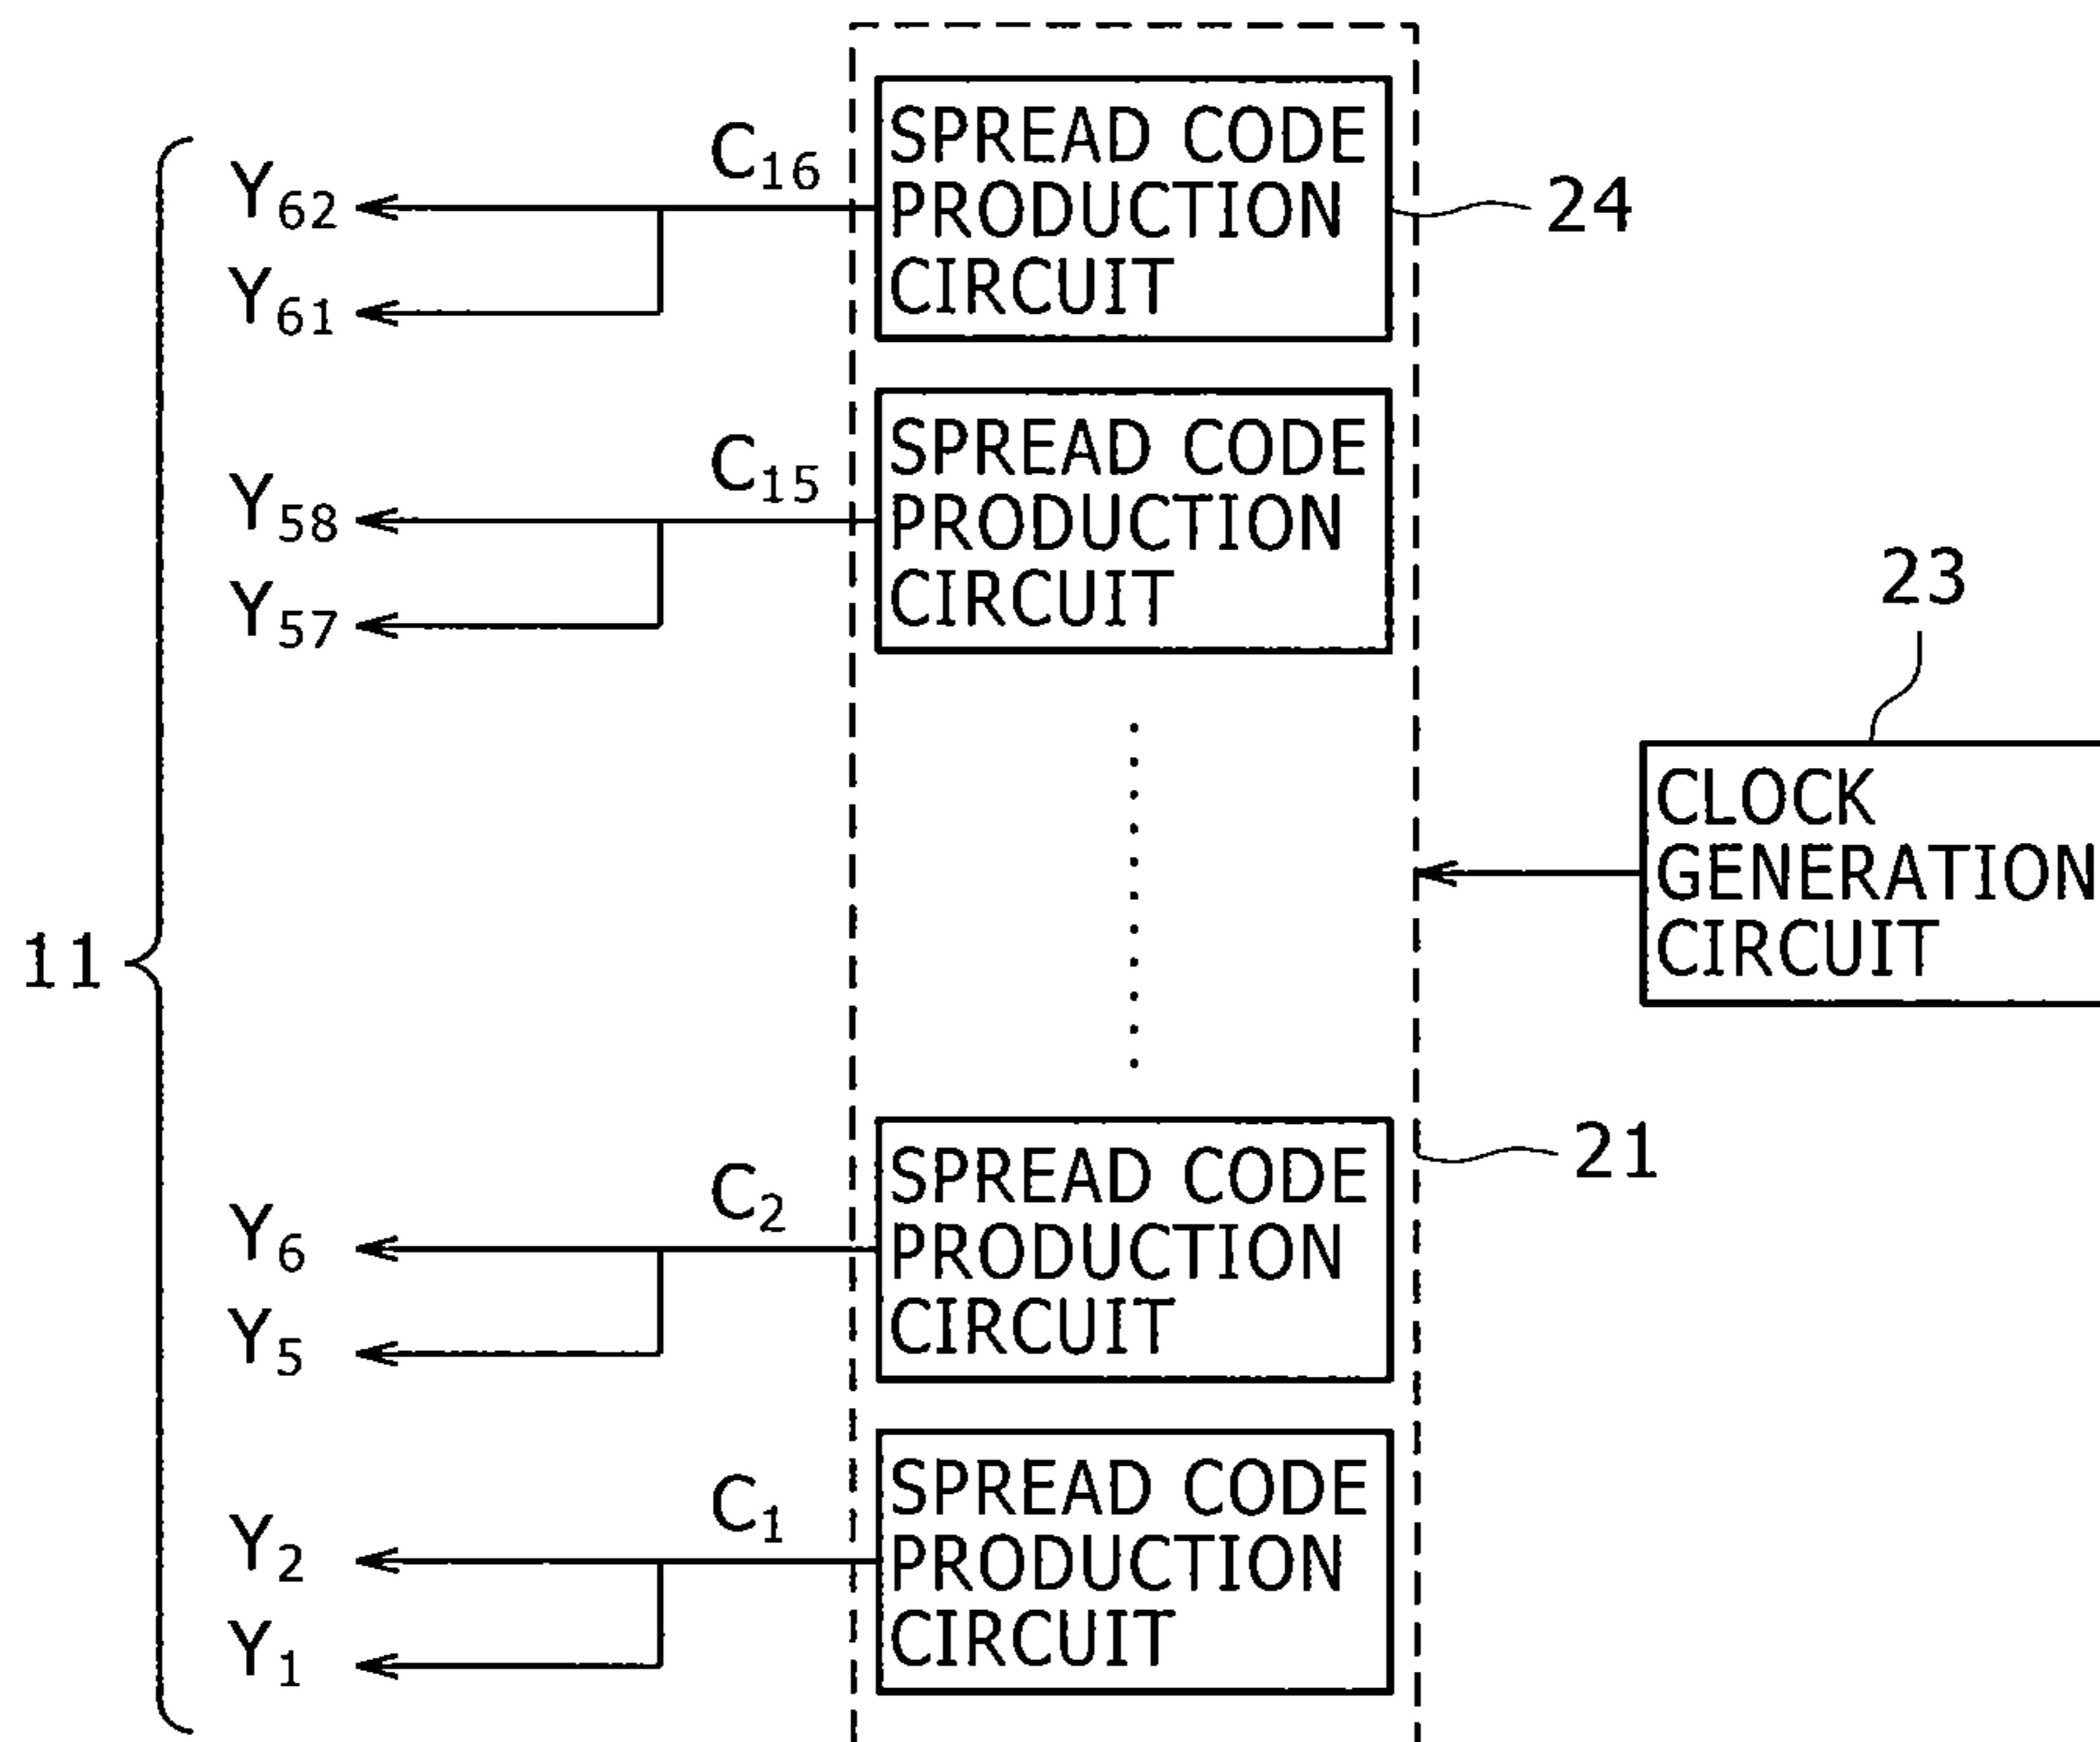 C₁₆
SPREAD CODE
PRODUCTION
CIRCUIT
Y₆₂
Y₆₁
24
C₁₅
SPREAD CODE
PRODUCTION
CIRCUIT
Y₅₈
Y₅₇
23
CLOCK
GENERATION
CIRCUIT
11
21
C₂
SPREAD CODE
PRODUCTION
CIRCUIT
Y₆
Y₅
C₁
SPREAD CODE
PRODUCTION
CIRCUIT
Y₂
Y₁